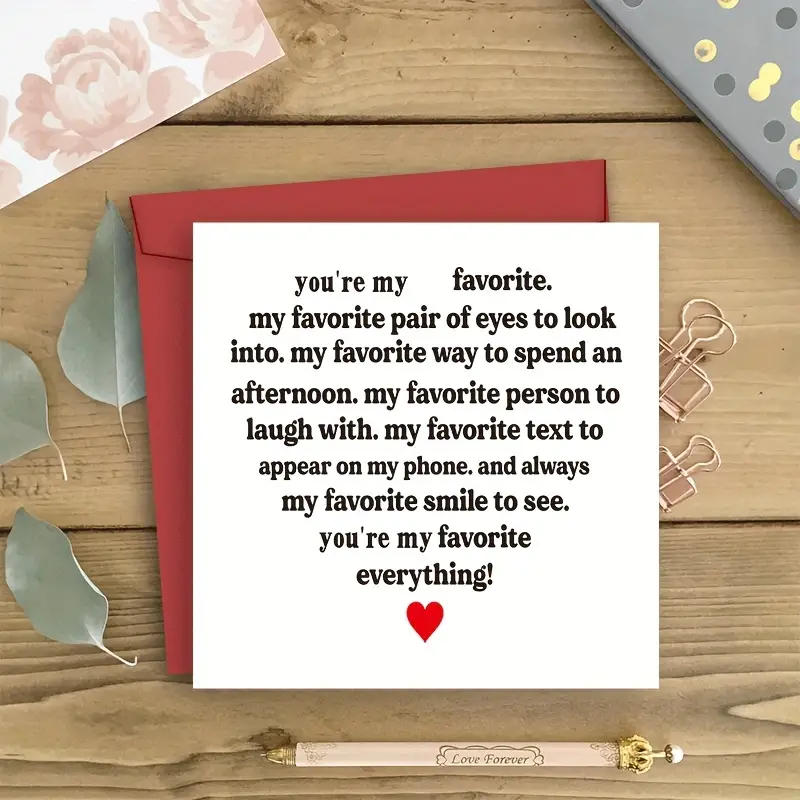 you're my favorite.
my favorite pair of eyes to look
into. my favorite way to spend an
afternoon. my favorite person to
laugh with. my favorite text to
appear on my phone. and always
my favorite smile to see.
you're my favorite
everything!
Love Forever